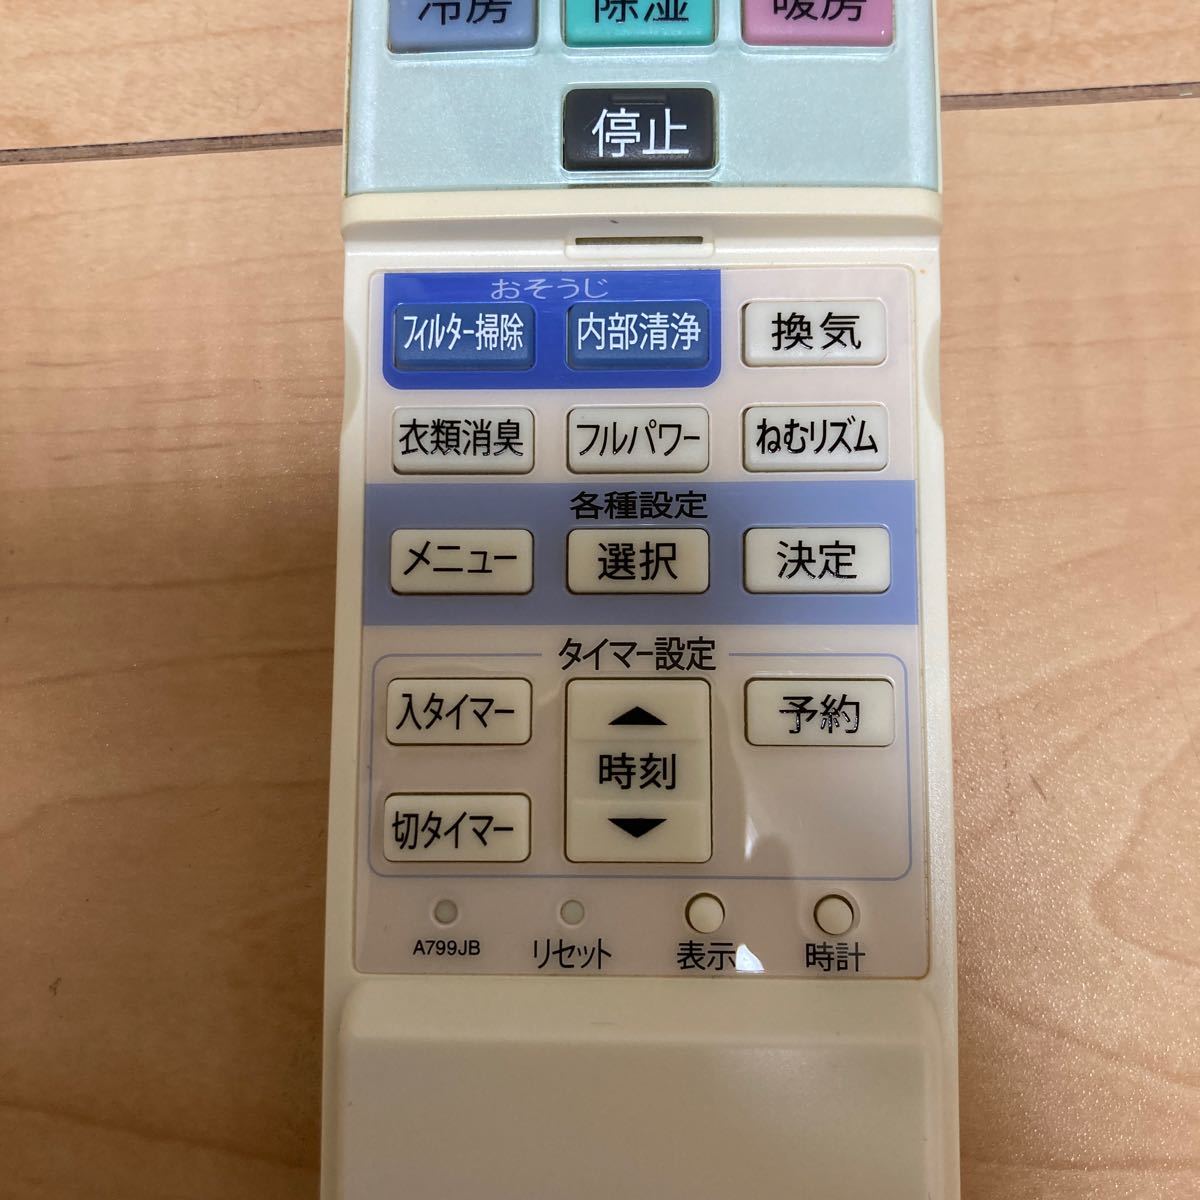 冷房 除湿 暖房
停止
おそうじ
フィルター掃除 内部清浄 換気
衣類消臭 フルパワー ねむリズム
各種設定
メニュー 選択 決定
タイマー設定
入タイマー ▲ 予約
時刻
切タイマー ▼
A799JB リセット 表示 時計